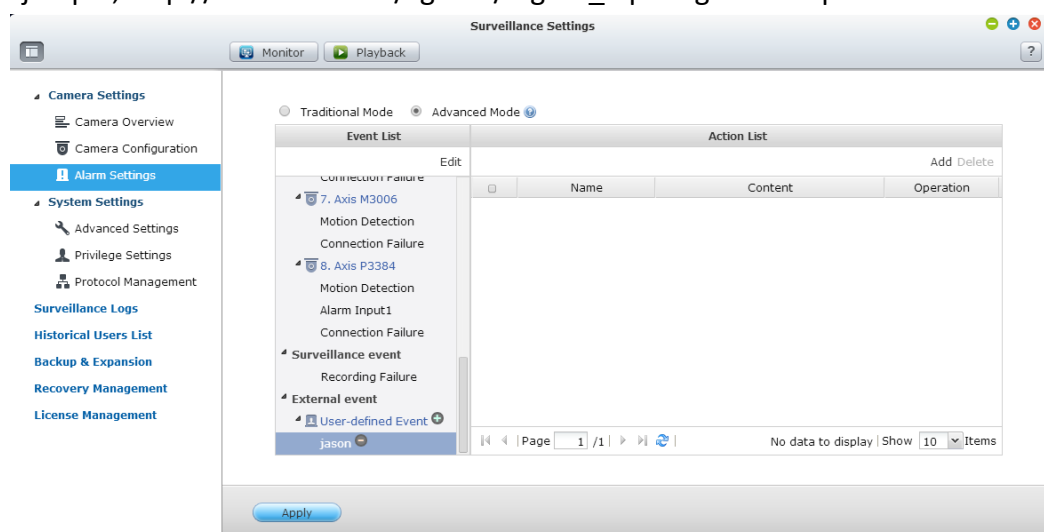 Surveillance Settings
Monitor
Playback
?
Camera Settings
Camera Overview
Camera Configuration
Alarm Settings
System Settings
Advanced Settings
Privilege Settings
Protocol Management
Surveillance Logs
Historical Users List
Backup & Expansion
Recovery Management
License Management
Traditional Mode Advanced Mode
Event List
Edit
Connection Failure
7. Axis M3006
Motion Detection
Connection Failure
8. Axis P3384
Motion Detection
Alarm Input1
Connection Failure
Surveillance event
Recording Failure
External event
User-defined Event
jason
Action List
Add Delete
Name Content Operation
Page 1 /1 No data to display Show 10 Items
Apply